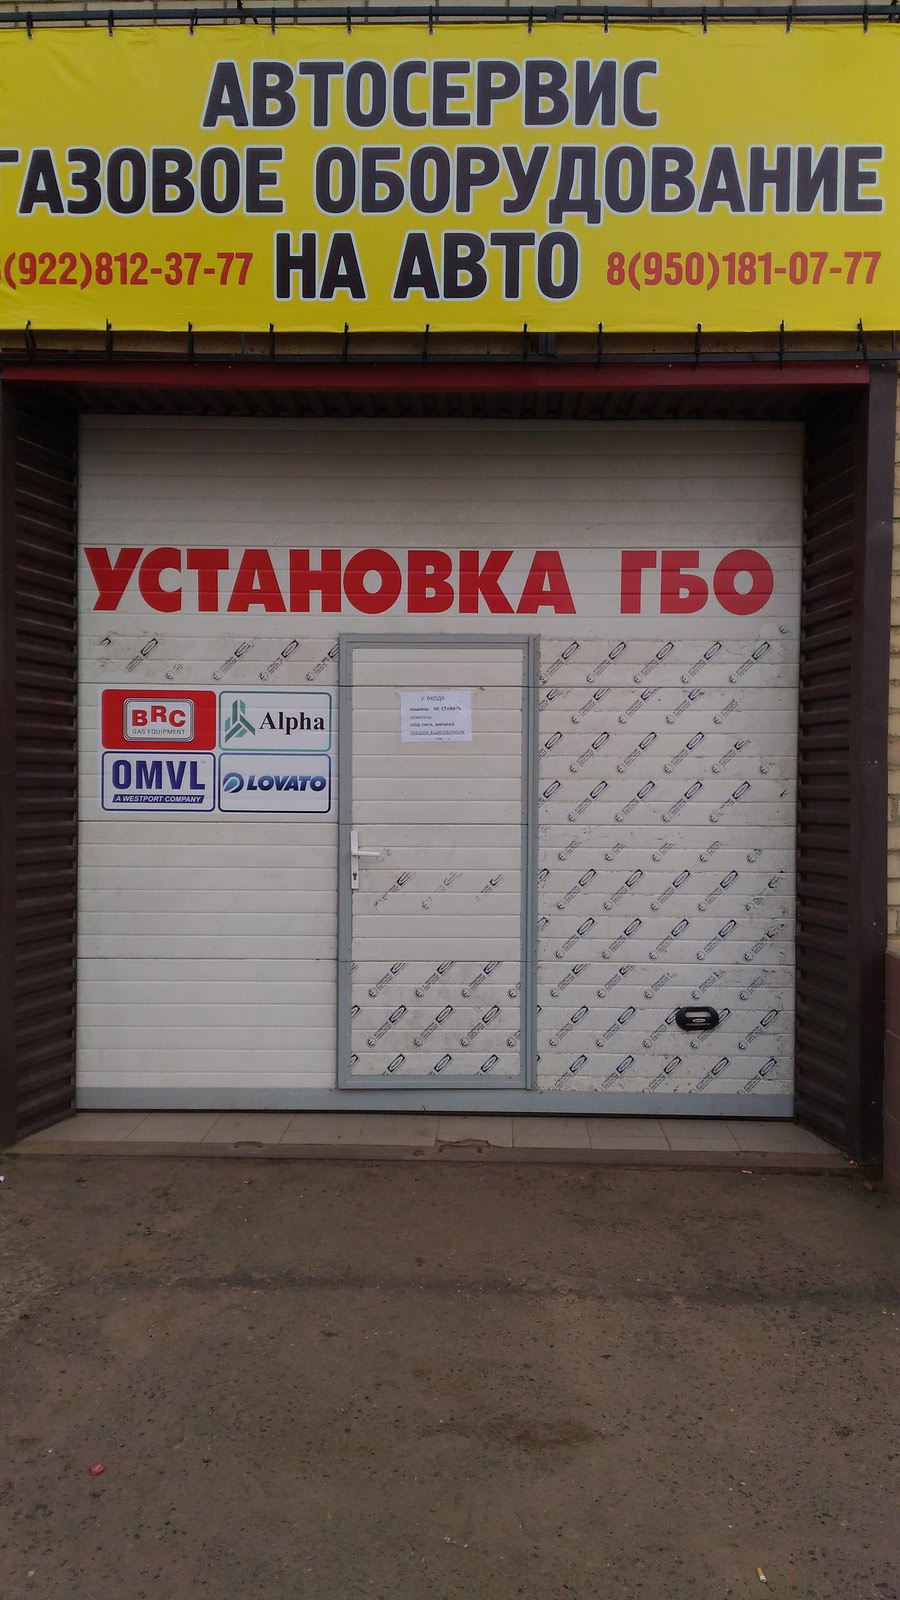 АВТОСЕРВИС
ГАЗОВОЕ ОБОРУДОВАНИЕ
(922)812-37-77 НА АВТО 8(950)181-07-77
УСТАНОВКА ГБО
BRC
GAS EQUIPMENT
Alpha
OMVL
A WESTPORT COMPANY
LOVATO
У ВХОДА
машины НЕ СТАВИТЬ